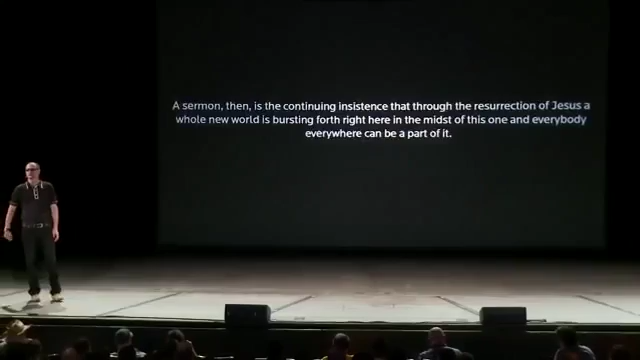 A sermon, then, is the continuing insistence that through the resurrection of Jesus a
whole new world is bursting forth right here in the midst of this one and everybody
everywhere can be a part of it.